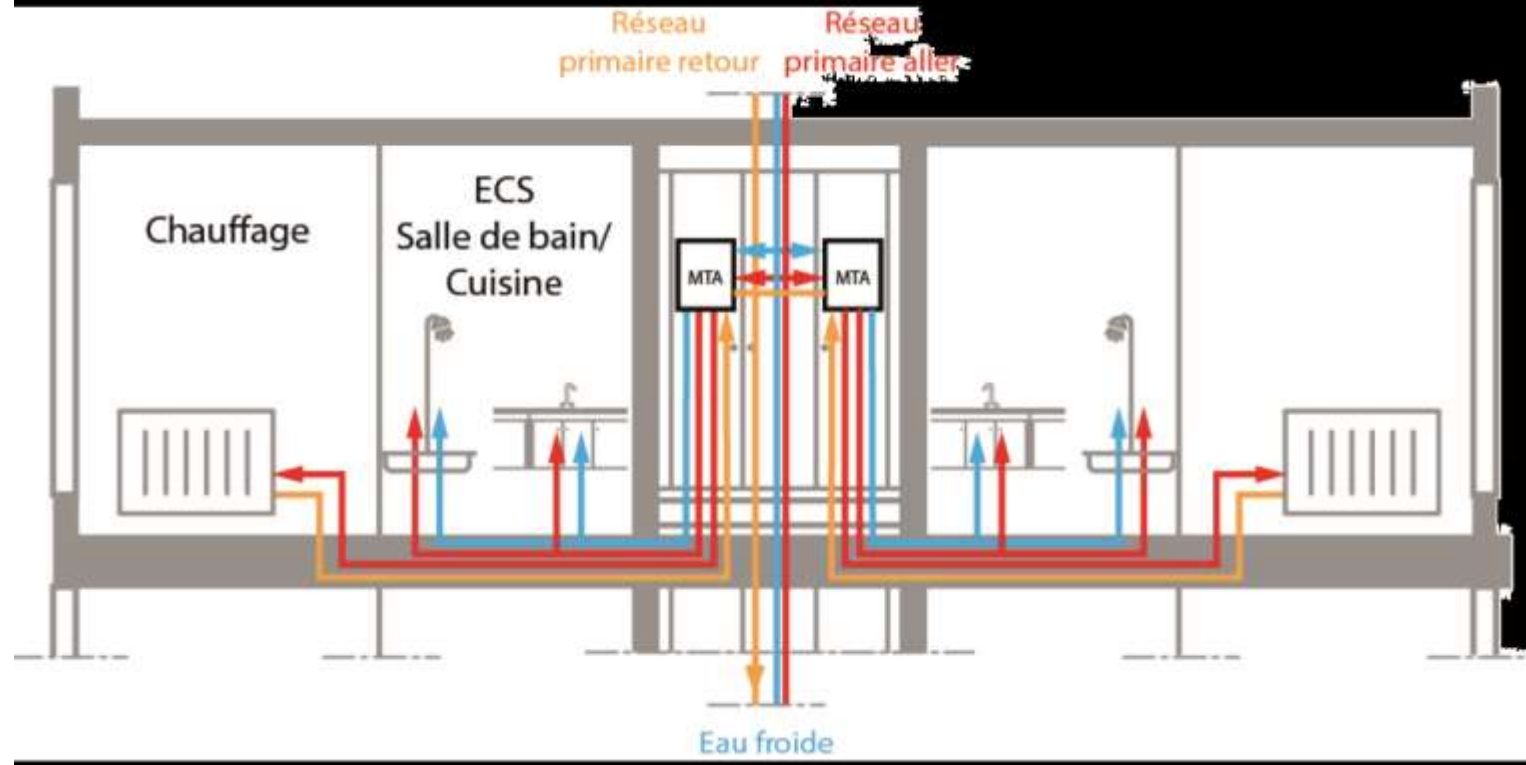 Réseau
primaire retour
Réseau
primaire aller
Chauffage
ECS
Salle de bain/
Cuisine
MTA
MTA
Eau froide